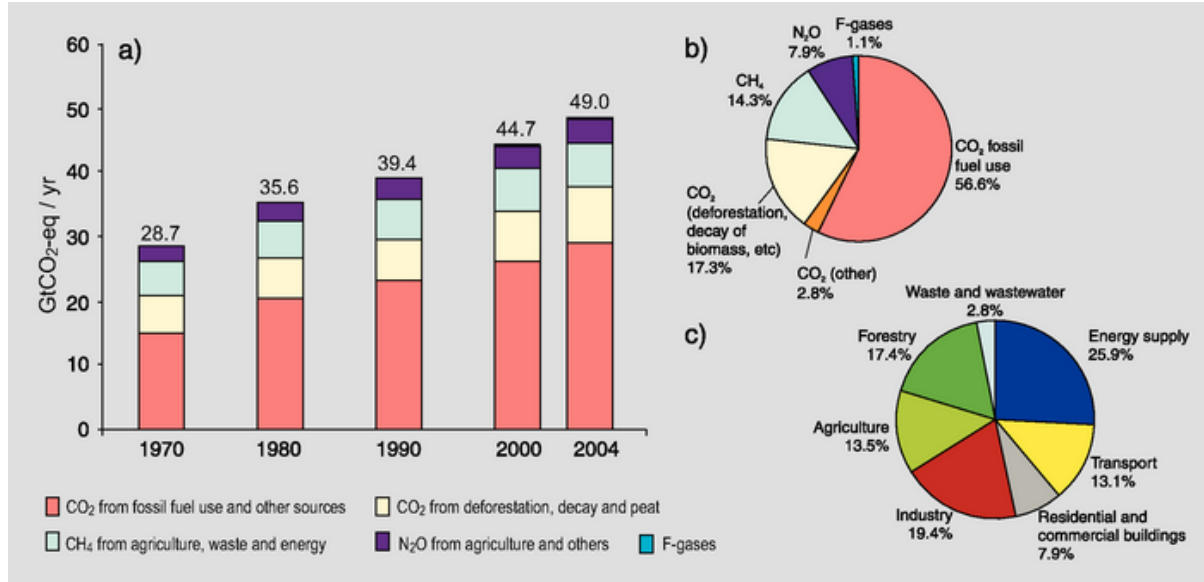 a)
GtCO₂-eq / yr
60
50
40
30
20
10
0
28.7
35.6
39.4
44.7
49.0
1970
1980
1990
2000
2004
CO₂ from fossil fuel use and other sources
CO₂ from deforestation, decay and peat
CH₄ from agriculture, waste and energy
N₂O from agriculture and others
F-gases
b)
F-gases
1.1%
N₂O
7.9%
CH₄
14.3%
CO₂ fossil
fuel use
56.6%
CO₂
(deforestation,
decay of
biomass, etc)
17.3%
CO₂ (other)
2.8%
c)
Waste and wastewater
2.8%
Forestry
17.4%
Energy supply
25.9%
Agriculture
13.5%
Transport
13.1%
Industry
19.4%
Residential and
commercial buildings
7.9%